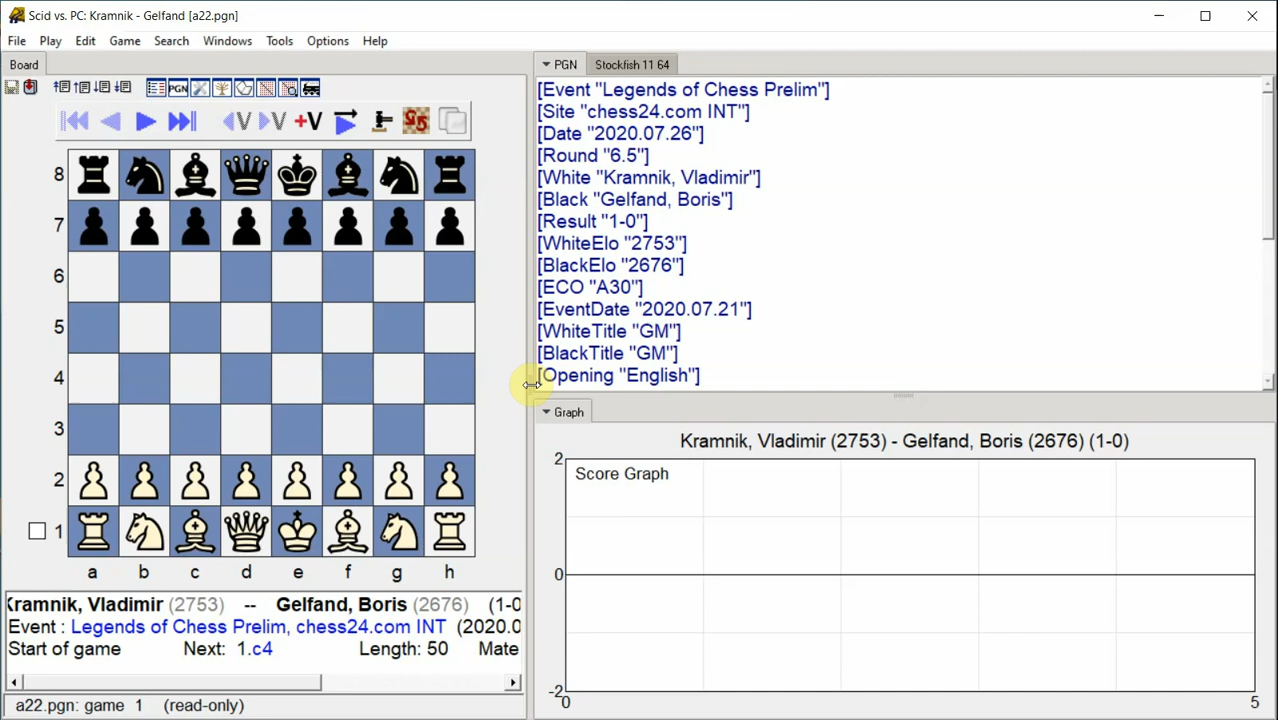 Scid vs. PC: Kramnik - Gelfand [a22.pgn]
File Play Edit Game Search Windows Tools Options Help
Board
PGN
V V +V
8
7
6
5
4
3
2
1
a b c d e f g h
Kramnik, Vladimir (2753) -- Gelfand, Boris (2676) (1-0
Event : Legends of Chess Prelim, chess24.com INT (2020.0
Start of game Next: 1.c4 Length: 50 Mate
a22.pgn: game 1 (read-only)
PGN Stockfish 11 64
[Event "Legends of Chess Prelim"]
[Site "chess24.com INT"]
[Date "2020.07.26"]
[Round "6.5"]
[White "Kramnik, Vladimir"]
[Black "Gelfand, Boris"]
[Result "1-0"]
[WhiteElo "2753"]
[BlackElo "2676"]
[ECO "A30"]
[EventDate "2020.07.21"]
[WhiteTitle "GM"]
[BlackTitle "GM"]
[Opening "English"]
Graph
Kramnik, Vladimir (2753) - Gelfand, Boris (2676) (1-0)
2
Score Graph
0
-2
0 5